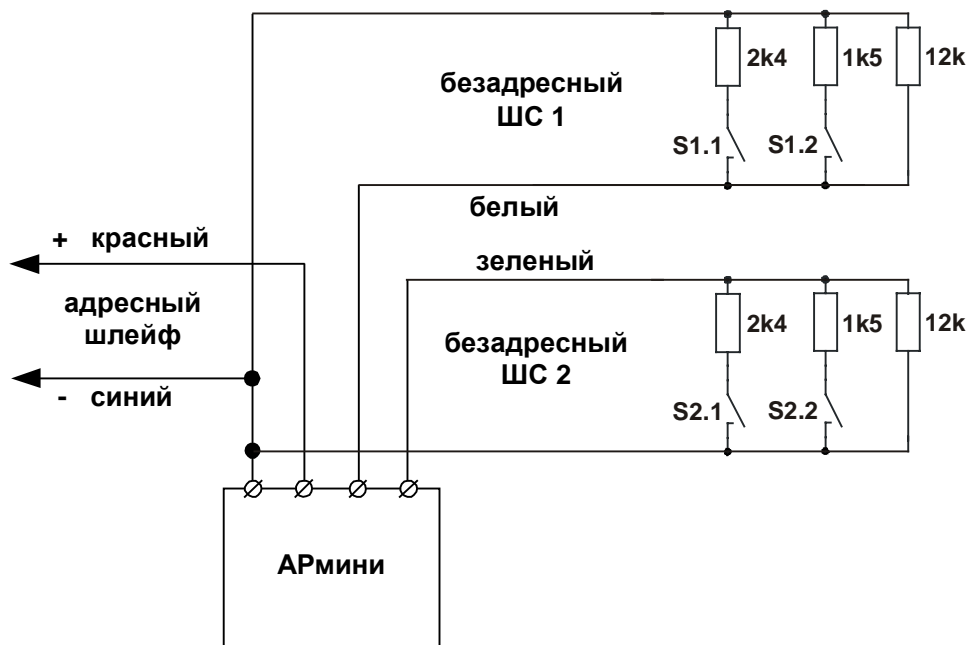 2k4
1k5
12k
безадресный
ШС 1
S1.1
S1.2
белый
+ красный
зеленый
адресный
шлейф
2k4
1k5
12k
безадресный
ШС 2
- синий
S2.1
S2.2
АРмини